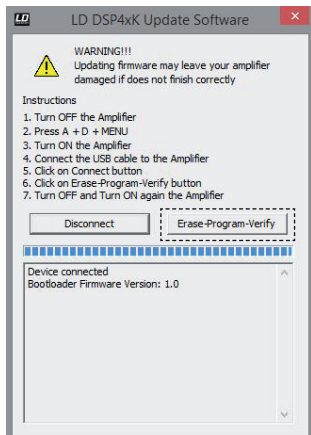 LD
LD DSP4xK Update Software
WARNING!!!
Updating firmware may leave your amplifier
damaged if does not finish correctly
Instructions
1. Turn OFF the Amplifier
2. Press A + D + MENU
3. Turn ON the Amplifier
4. Connect the USB cable to the Amplifier
5. Click on Connect button
6. Click on Erase-Program-Verify button
7. Turn OFF and Turn ON again the Amplifier
Disconnect Erase-Program-Verify
Device connected
Bootloader Firmware Version: 1.0